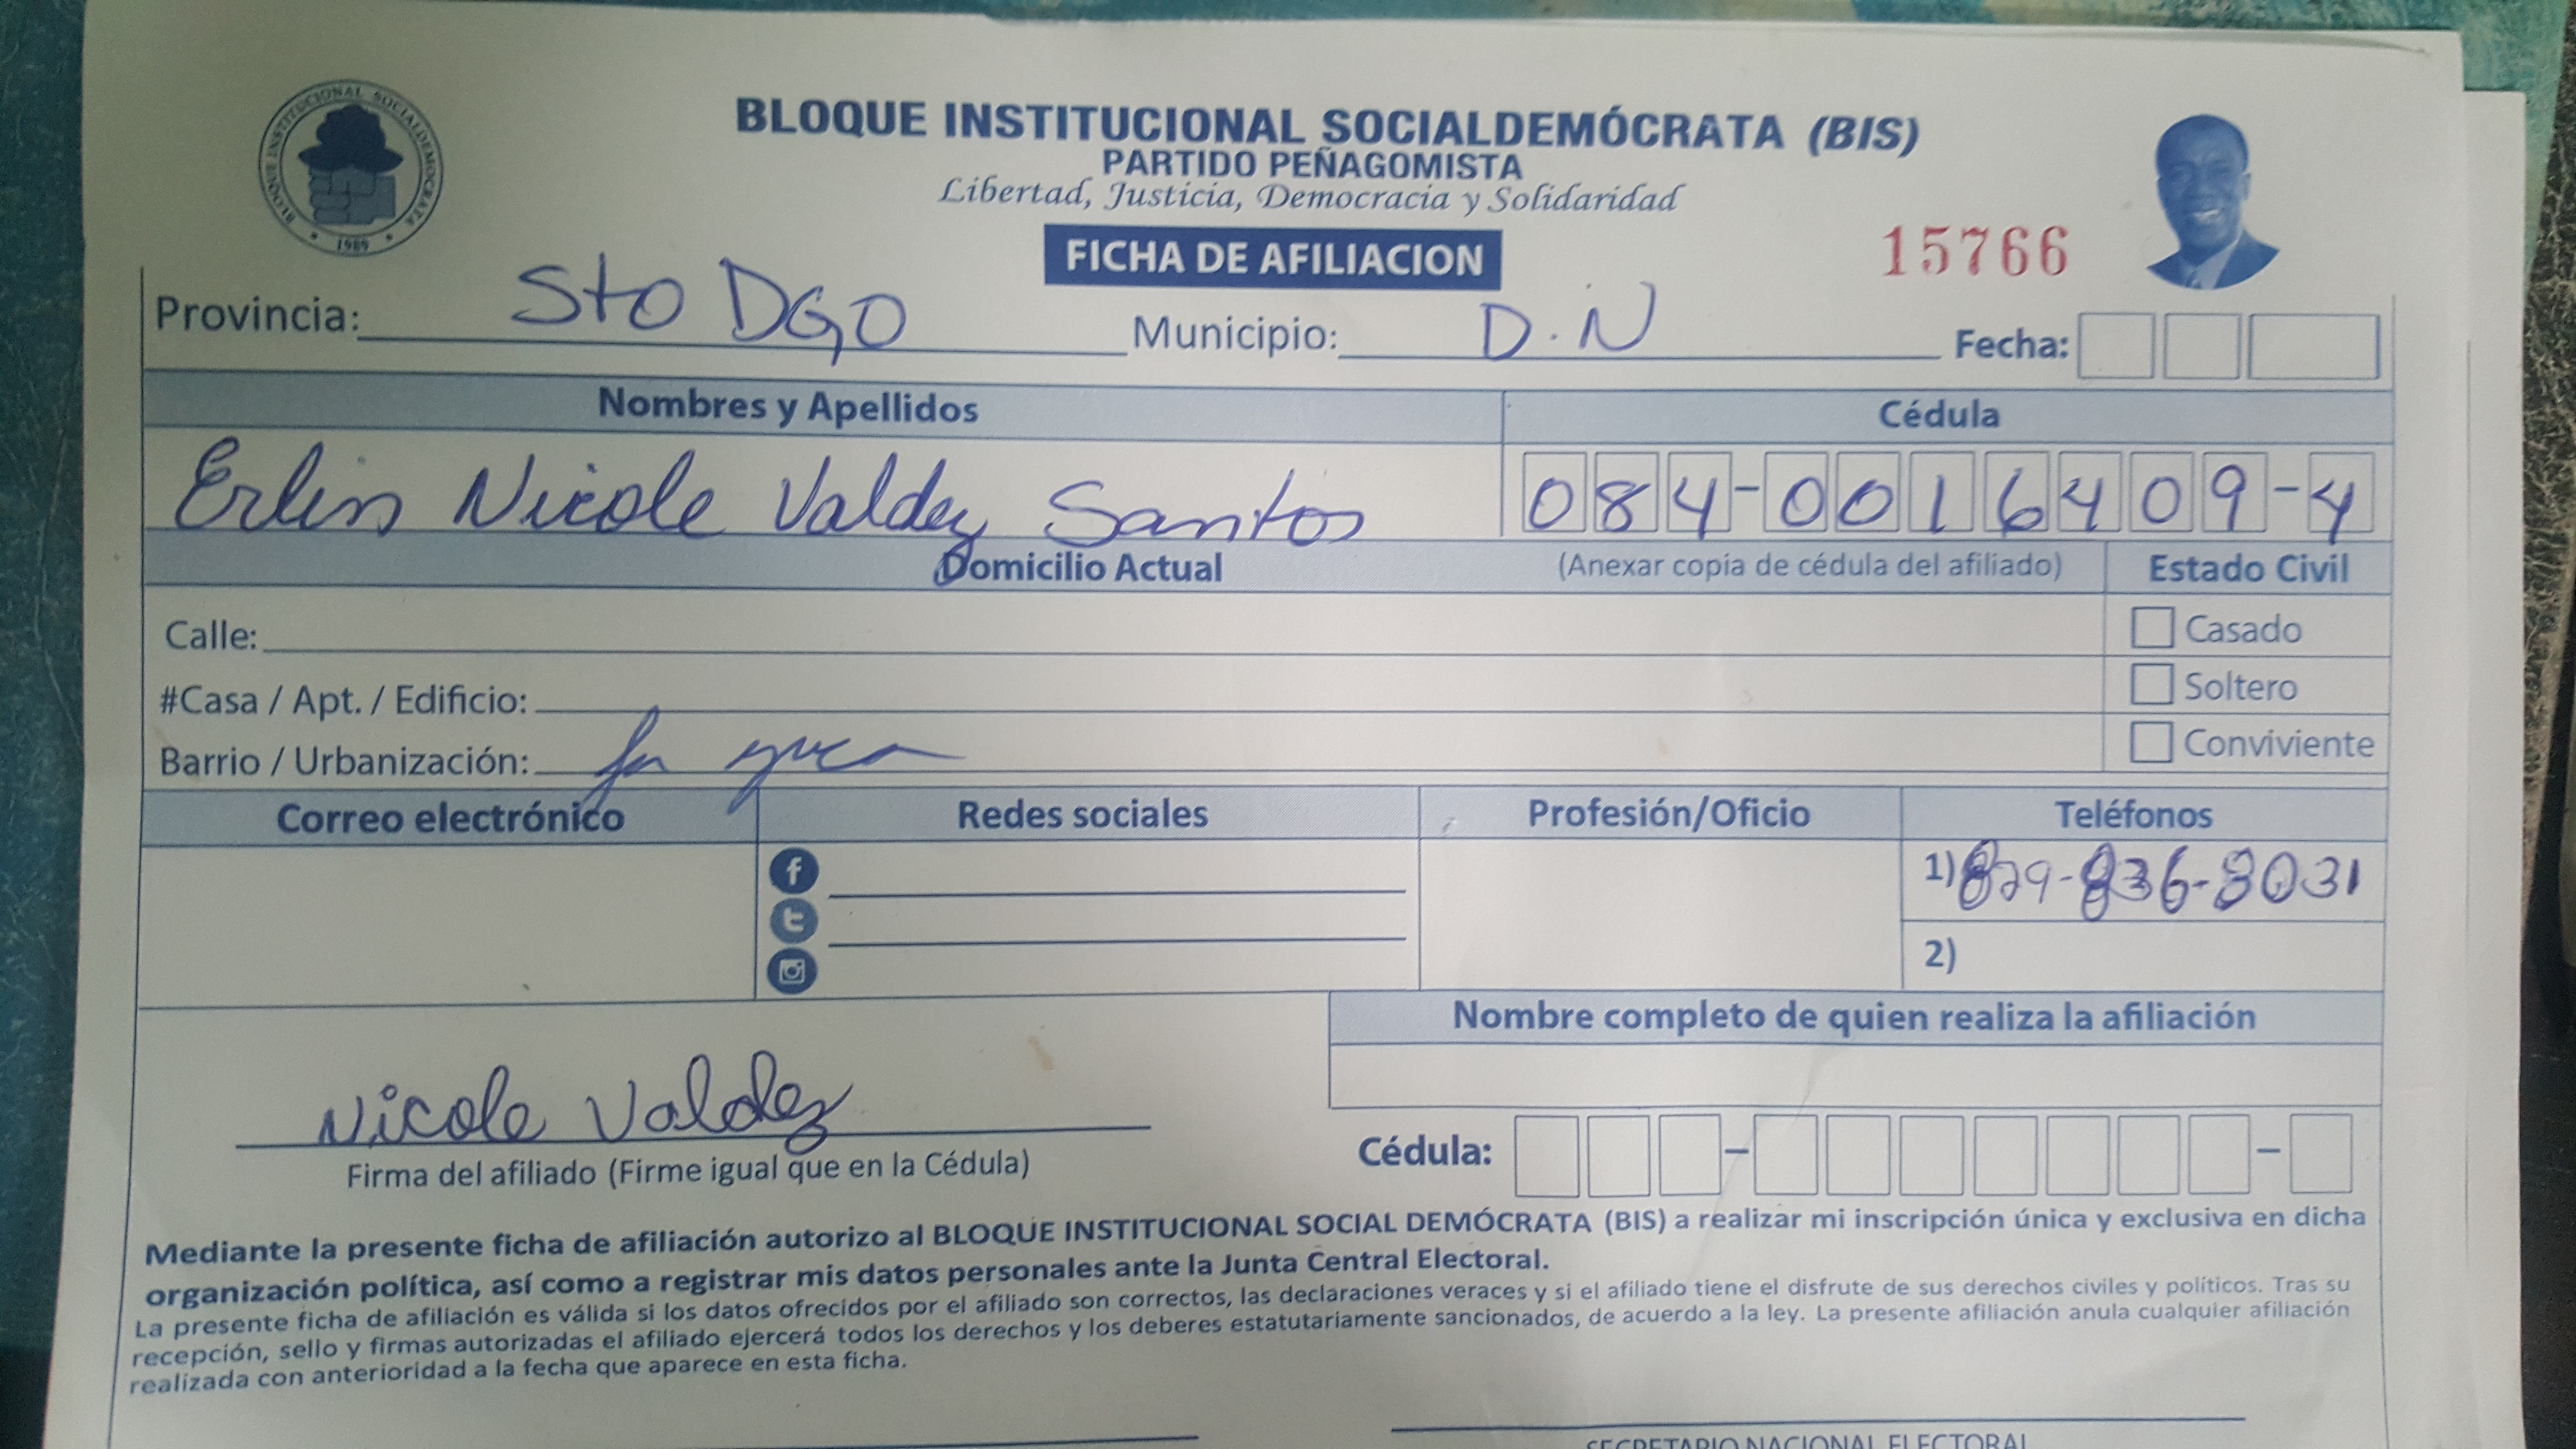 BLOQUE INSTITUCIONAL SOCIALDEMOCRATA
1989
BLOQUE INSTITUCIONAL SOCIALDEMÓCRATA (BIS)
PARTIDO PEÑAGOMISTA
Libertad, Justicia, Democracia y Solidaridad
FICHA DE AFILIACION
15766
Provincia: Sto DGO Municipio: D.N Fecha:
Nombres y Apellidos Cédula
Erlin Nicole Valdez Santos 084-0016409-4
Domicilio Actual (Anexar copia de cédula del afiliado) Estado Civil
Calle: Casado
#Casa / Apt. / Edificio: Soltero
Barrio / Urbanización: La yuca Conviviente
Correo electrónico Redes sociales Profesión/Oficio Teléfonos
1) 829-836-8031
2)
Nombre completo de quien realiza la afiliación
Nicole Valdez
Firma del afiliado (Firme igual que en la Cédula)
Cédula: - -
Mediante la presente ficha de afiliación autorizo al BLOQUE INSTITUCIONAL SOCIAL DEMÓCRATA (BIS) a realizar mi inscripción única y exclusiva en dicha
organización política, así como a registrar mis datos personales ante la Junta Central Electoral.
La presente ficha de afiliación es válida si los datos ofrecidos por el afiliado son correctos, las declaraciones veraces y si el afiliado tiene el disfrute de sus derechos civiles y políticos. Tras su
recepción, sello y firmas autorizadas el afiliado ejercerá todos los derechos y los deberes estatutariamente sancionados, de acuerdo a la ley. La presente afiliación anula cualquier afiliación
realizada con anterioridad a la fecha que aparece en esta ficha.
SECRETARIO NACIONAL ELECTORAL